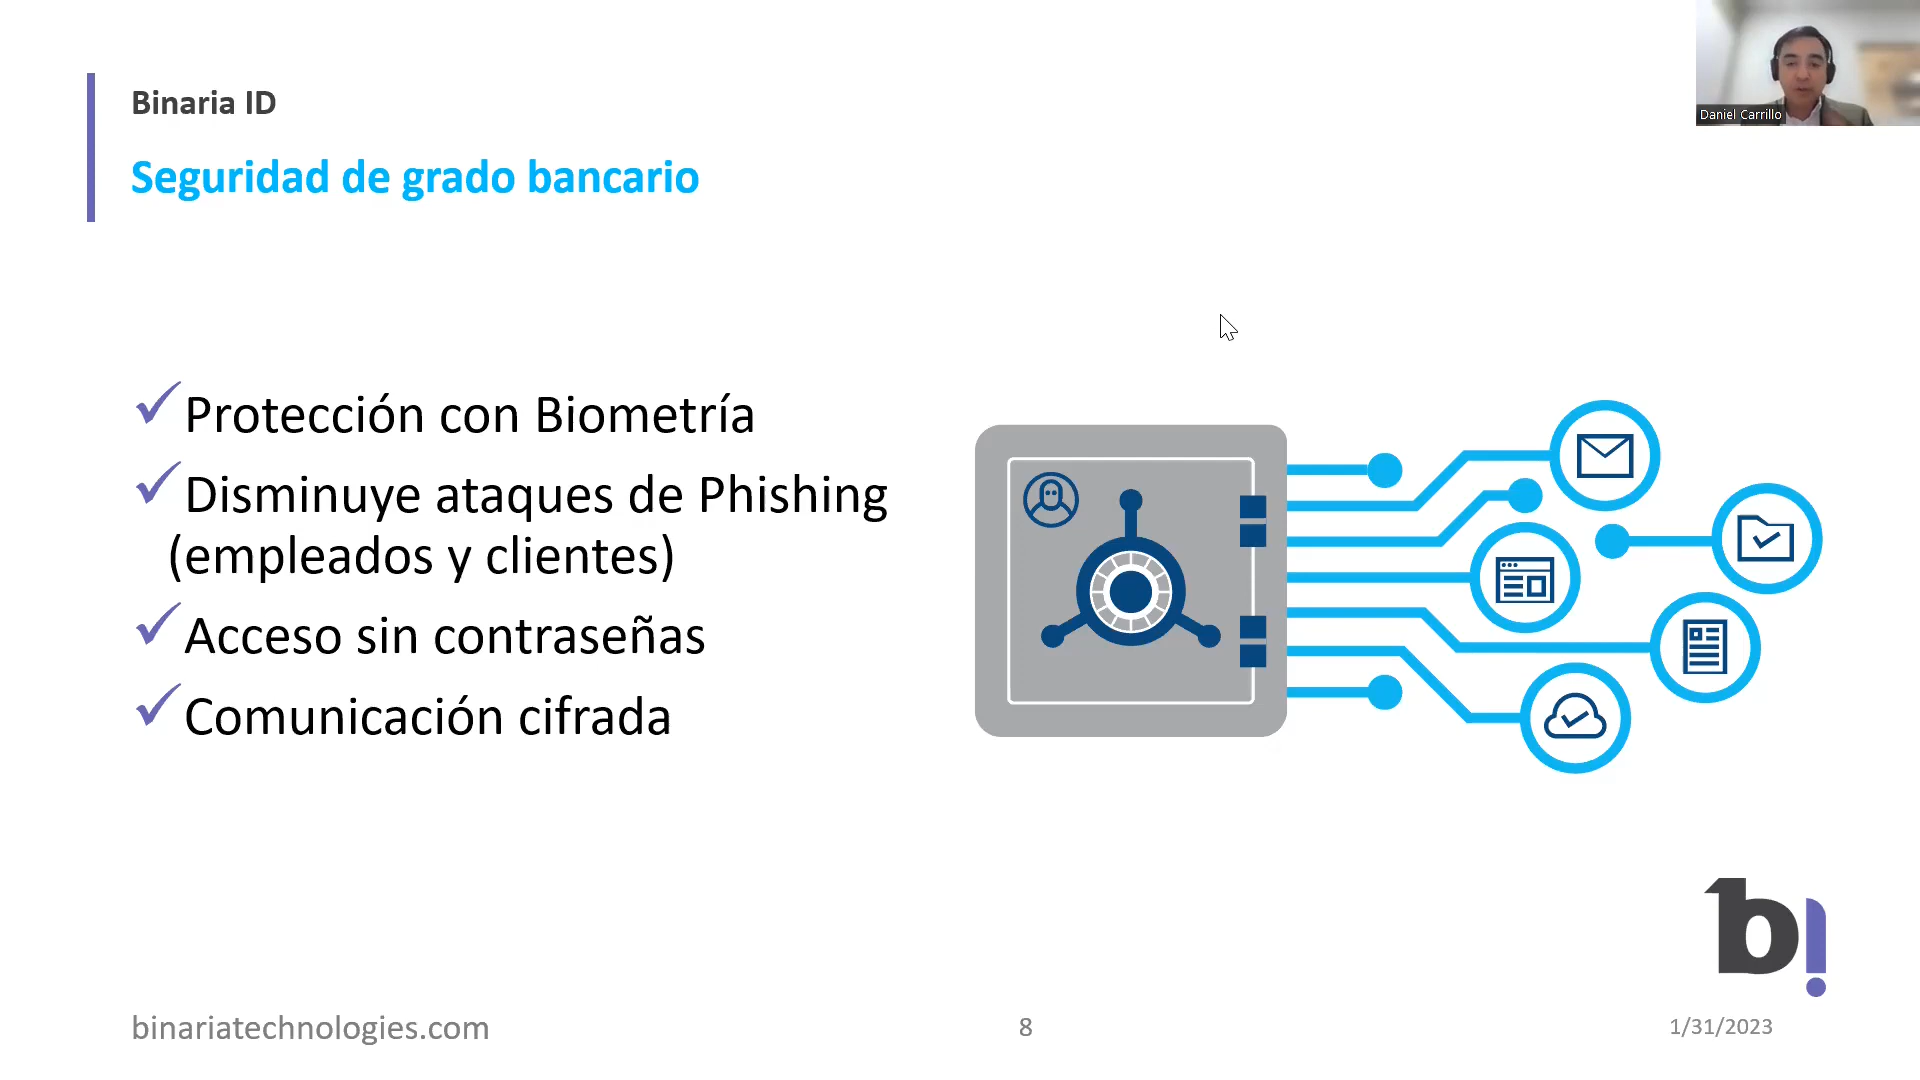 Binaria ID
Seguridad de grado bancario
Daniel Carrillo
Protección con Biometría
Disminuye ataques de Phishing
(empleados y clientes)
Acceso sin contraseñas
Comunicación cifrada
b!
binariatechnologies.com
8
1/31/2023